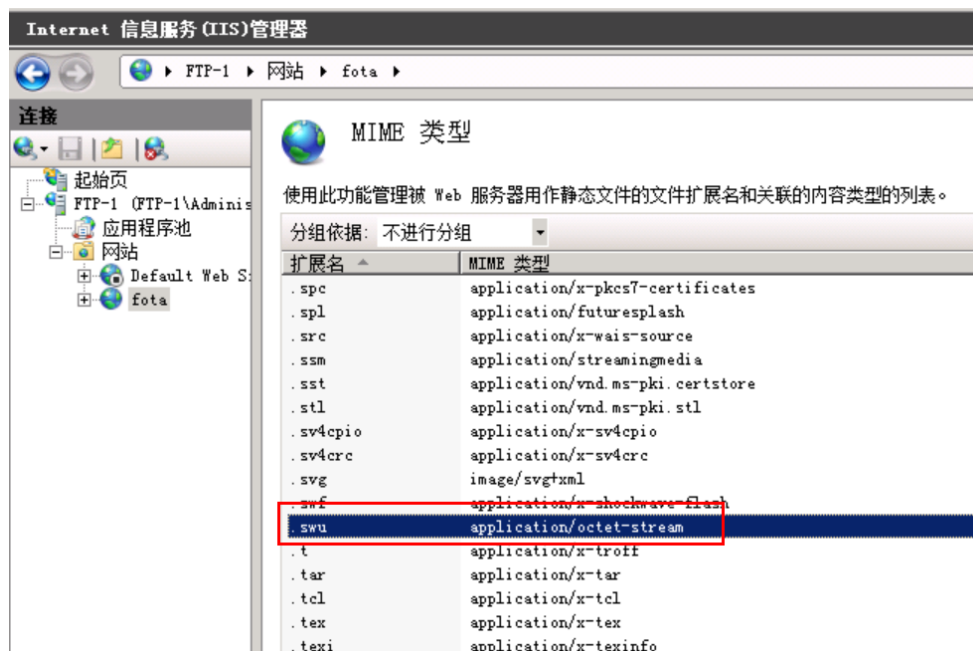 Internet 信息服务(IIS)管理器
FTP-1 网站 fota
连接
起始页
FTP-1 (FTP-1\Adminis
应用程序池
网站
Default Web S
fota
MIME 类型
使用此功能管理被 Web 服务器用作静态文件的文件扩展名和关联的内容类型的列表。
分组依据: 不进行分组
扩展名 MIME 类型
.spc application/x-pkcs7-certificates
.spl application/futuresplash
.src application/x-wais-source
.ssm application/streamingmedia
.sst application/vnd.ms-pki.certstore
.stl application/vnd.ms-pki.stl
.sv4cpio application/x-sv4cpio
.sv4crc application/x-sv4crc
.svg image/svg+xml
.swf application/x-shockwave-flash
.swu application/octet-stream
.t application/x-troff
.tar application/x-tar
.tcl application/x-tcl
.tex application/x-tex
.texi application/x-texinfo